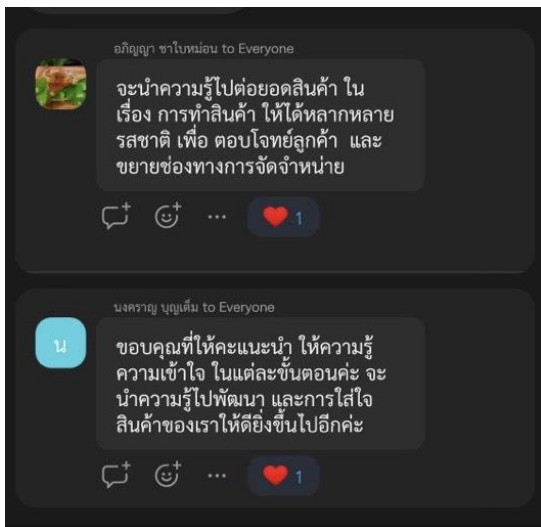 อภิญญา ชาใบหม่อน to Everyone
จะนำความรู้ไปต่อยอดสินค้า ใน
เรื่อง การทำสินค้า ให้ได้หลากหลาย
รสชาติ เพื่อ ตอบโจทย์ลูกค้า และ
ขยายช่องทางการจัดจำหน่าย
1
นงคราญ บุญเต็ม to Everyone
น
ขอบคุณที่ให้คะแนะนำ ให้ความรู้
ความเข้าใจ ในแต่ละขั้นตอนค่ะ จะ
นำความรู้ไปพัฒนา และการใส่ใจ
สินค้าของเราให้ดียิ่งขึ้นไปอีกค่ะ
1